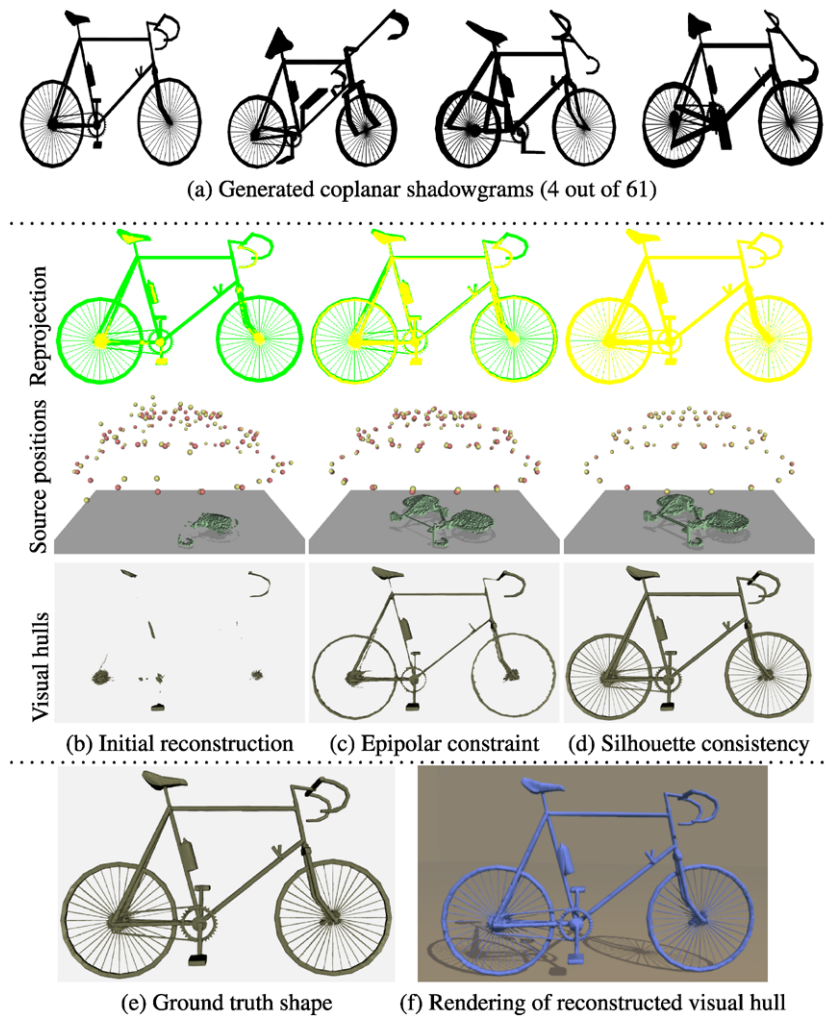 (a) Generated coplanar shadowgrams (4 out of 61)
Reprojection
Source positions
Visual hulls
(b) Initial reconstruction
(c) Epipolar constraint
(d) Silhouette consistency
(e) Ground truth shape
(f) Rendering of reconstructed visual hull